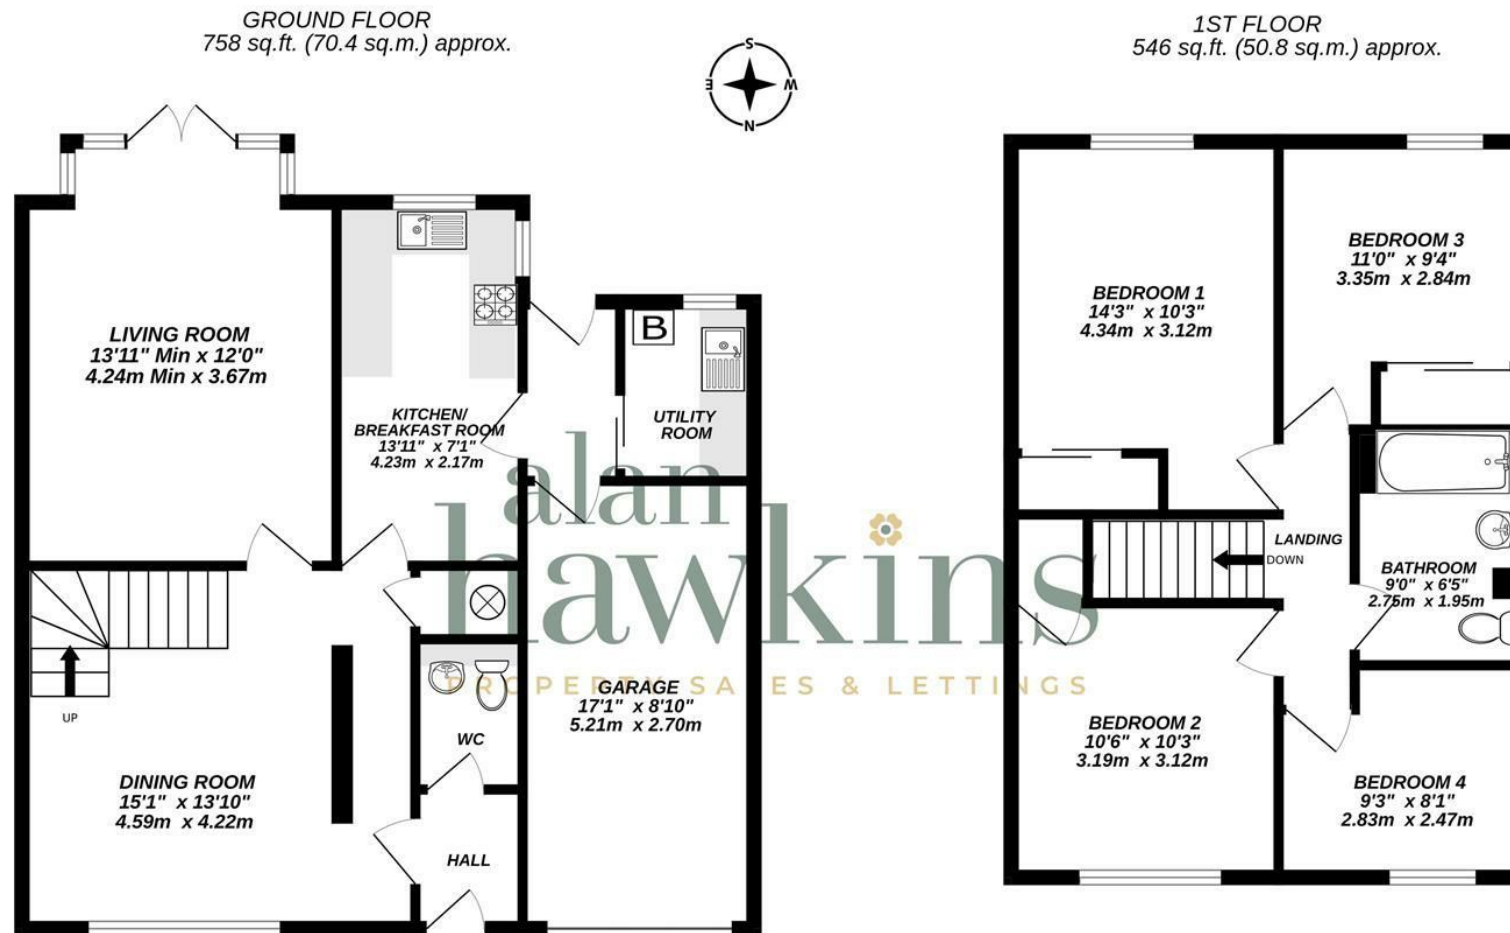 GROUND FLOOR
758 sq.ft. (70.4 sq.m.) approx.
S
E
W
N
1ST FLOOR
546 sq.ft. (50.8 sq.m.) approx.
LIVING ROOM
13'11" Min x 12'0"
4.24m Min x 3.67m
KITCHEN/
BREAKFAST ROOM
13'11" x 7'1"
4.23m x 2.17m
B
UTILITY
ROOM
UP
DINING ROOM
15'1" x 13'10"
4.59m x 4.22m
WC
HALL
GARAGE
17'1" x 8'10"
5.21m x 2.70m
alan
hawkins
PROPERTY SALES & LETTINGS
BEDROOM 1
14'3" x 10'3"
4.34m x 3.12m
BEDROOM 3
11'0" x 9'4"
3.35m x 2.84m
LANDING
DOWN
BATHROOM
9'0" x 6'5"
2.75m x 1.95m
BEDROOM 2
10'6" x 10'3"
3.19m x 3.12m
BEDROOM 4
9'3" x 8'1"
2.83m x 2.47m